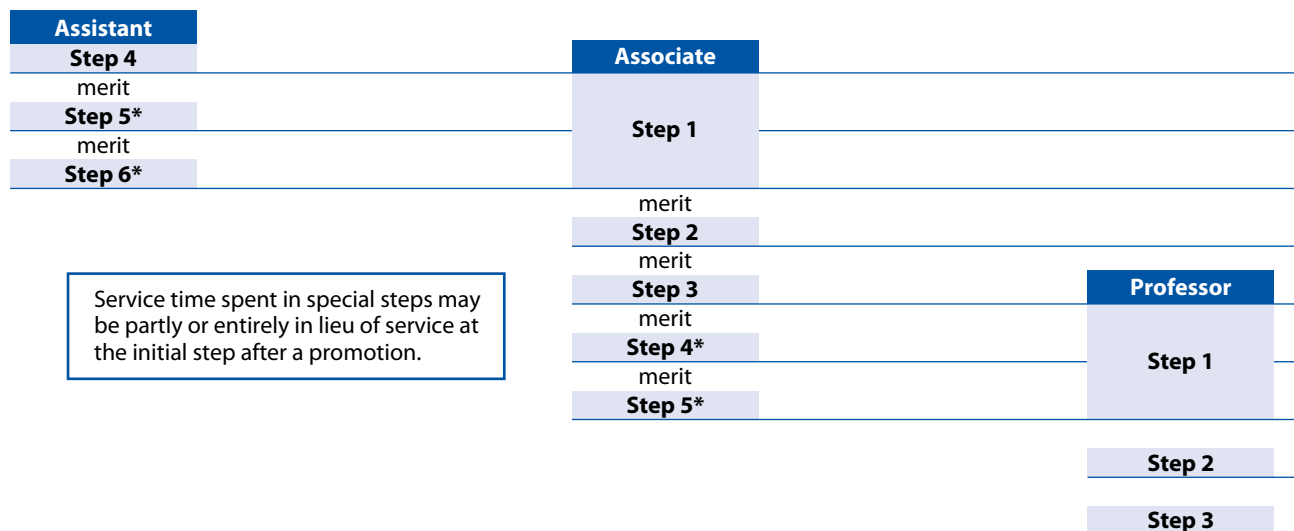 Assistant
Step 4
merit
Step 5*
merit
Step 6*
Service time spent in special steps may
be partly or entirely in lieu of service at
the initial step after a promotion.
Associate
Step 1
merit
Step 2
merit
Step 3
merit
Step 4*
merit
Step 5*
Professor
Step 1
Step 2
Step 3